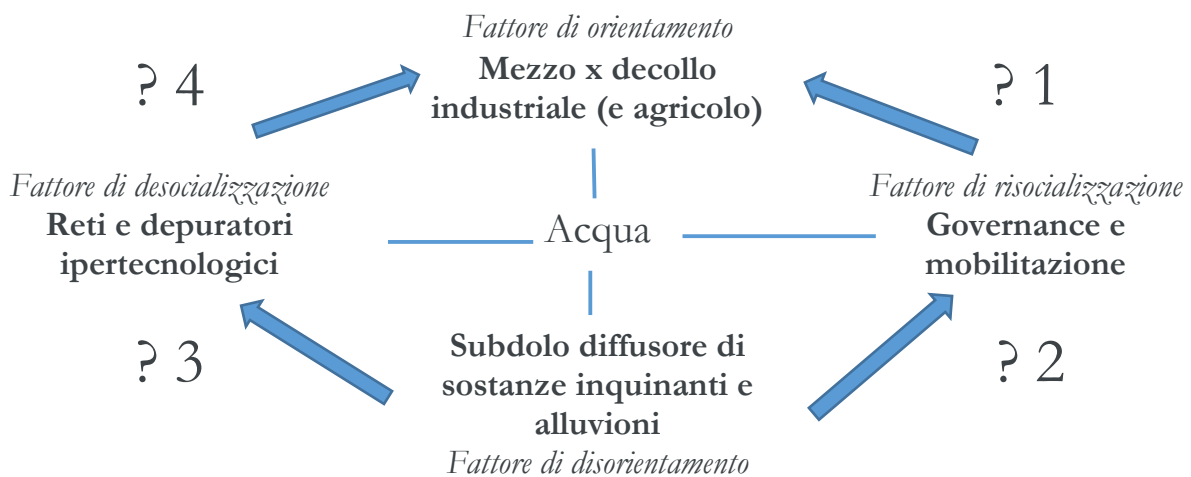 Fattore di orientamento
Mezzo x decollo
industriale (e agricolo)
? 4
? 1
Fattore di desocializzazione
Reti e depuratori
ipertecnologici
Acqua
Fattore di risocializzazione
Governance e
mobilitazione
? 3
Subdolo diffusore di
sostanze inquinanti e
alluvioni
Fattore di disorientamento
? 2